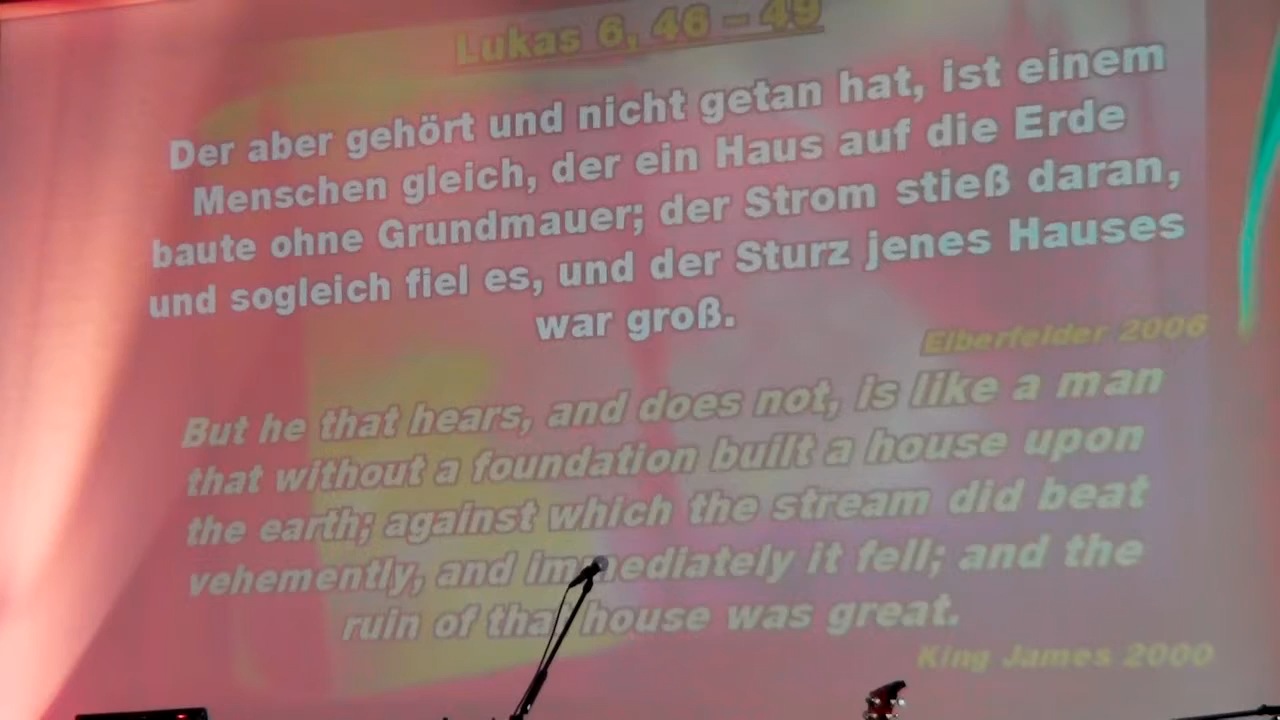 Lukas 6, 46 – 49
Der aber gehört und nicht getan hat, ist einem
Menschen gleich, der ein Haus auf die Erde
baute ohne Grundmauer; der Strom stieß daran,
und sogleich fiel es, und der Sturz jenes Hauses
war groß.
Elberfelder 2006
But he that hears, and does not, is like a man
that without a foundation built a house upon
the earth; against which the stream did beat
vehemently, and immediately it fell; and the
ruin of that house was great.
King James 2000